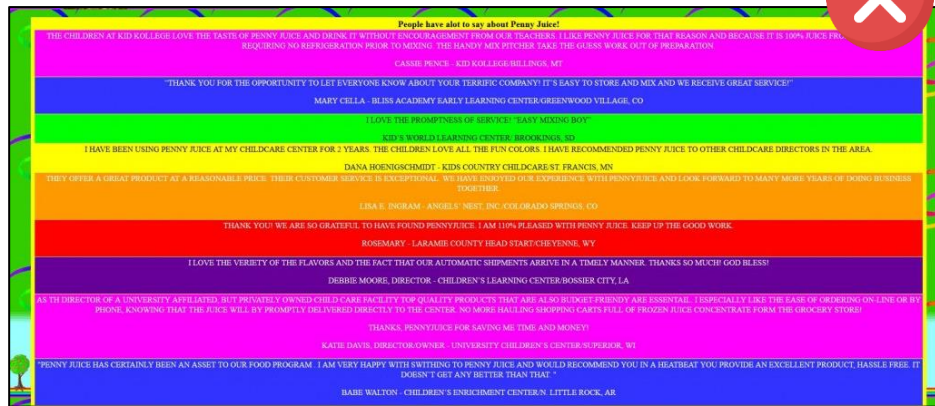 People have alot to say about Penny Juice!
THE CHILDREN AT KID KOLLEGE LOVE THE TASTE OF PENNY JUICE AND DRINK IT WITHOUT ENCOURAGEMENT FROM OUR TEACHERS. I LIKE PENNY JUICE FOR THAT REASON AND BECAUSE IT IS 100% JUICE
REQUIRING NO REFRIGERATION PRIOR TO MIXING. THE HANDY MIX PITCHER TAKE THE GUESS WORK OUT OF PREPARATION
CASSIE PENCE - KID KOLLEGE/BILLINGS, MT
"THANK YOU FOR THE OPPORTUNITY TO LET EVERYONE KNOW ABOUT YOUR TERRIFIC COMPANY! IT'S EASY TO STORE AND MIX AND WE RECEIVE GREAT SERVICE!"
MARY CELLA - BLISS ACADEMY EARLY LEARNING CENTER/GREENWOOD VILLAGE, CO
I LOVE THE PROMPTNESS OF SERVICE! "EASY MIXING BOY"
KID'S WORLD LEARNING CENTER/ BROOKINGS, SD
I HAVE BEEN USING PENNY JUICE AT MY CHILDCARE CENTER FOR 2 YEARS. THE CHILDREN LOVE ALL THE FUN COLORS. I HAVE RECOMMENDED PENNY JUICE TO OTHER CHILDCARE DIRECTORS IN THE AREA.
DANA HOENIGSCHMIDT - KIDS COUNTRY CHILDCARE/ST. FRANCIS, MN
THEY OFFER A GREAT PRODUCT AT A REASONABLE PRICE. THEIR CUSTOMER SERVICE IS EXCEPTIONAL. WE HAVE ENJOYED OUR EXPERIENCE WITH PENNYJUICE AND LOOK FORWARD TO MANY MORE YEARS OF DOING BUSINESS
TOGETHER.
LISA E. INGRAM - ANGELS' NEST, INC./COLORADO SPRINGS, CO
THANK YOU! WE ARE SO GRATEFUL TO HAVE FOUND PENNYJUICE. I AM 110% PLEASED WITH PENNY JUICE. KEEP UP THE GOOD WORK.
ROSEMARY - LARAMIE COUNTY HEAD START/CHEYENNE, WY
I LOVE THE VERIETY OF THE FLAVORS AND THE FACT THAT OUR AUTOMATIC SHIPMENTS ARRIVE IN A TIMELY MANNER. THANKS SO MUCH! GOD BLESS!
DEBBIE MOORE, DIRECTOR - CHILDREN'S LEARNING CENTER/BOSSIER CITY, LA
AS TH DIRECTOR OF A UNIVERSITY AFFILIATED, BUT PRIVATELY OWNED CHILD CARE FACILITY TOP QUALITY PRODUCTS THAT ARE ALSO BUDGET-FRIENDY ARE ESSENTAIL. I ESPECIALLY LIKE THE EASE OF ORDERING ON-LINE OR BY
PHONE, KNOWING THAT THE JUICE WILL BY PROMPTLY DELIVERED DIRECTLY TO THE CENTER. NO MORE HAULING SHOPPING CARTS FULL OF FROZEN JUICE CONCENTRATE FORM THE GROCERY STORE!
THANKS, PENNYJUICE FOR SAVING ME TIME AND MONEY!
KATIE DAVIS, DIRECTOR/OWNER - UNIVERSITY CHILDREN'S CENTER/SUPERIOR, WI
"PENNY JUICE HAS CERTAINLY BEEN AN ASSET TO OUR FOOD PROGRAM . I AM VERY HAPPY WITH SWITHING TO PENNY JUICE AND WOULD RECOMMEND YOU IN A HEATBEAT YOU PROVIDE AN EXCELLENT PRODUCT, HASSLE FREE. IT
DOESN'T GET ANY BETTER THAN THAT. "
BABE WALTON - CHILDREN'S ENRICHMENT CENTER/N. LITTLE ROCK, AR